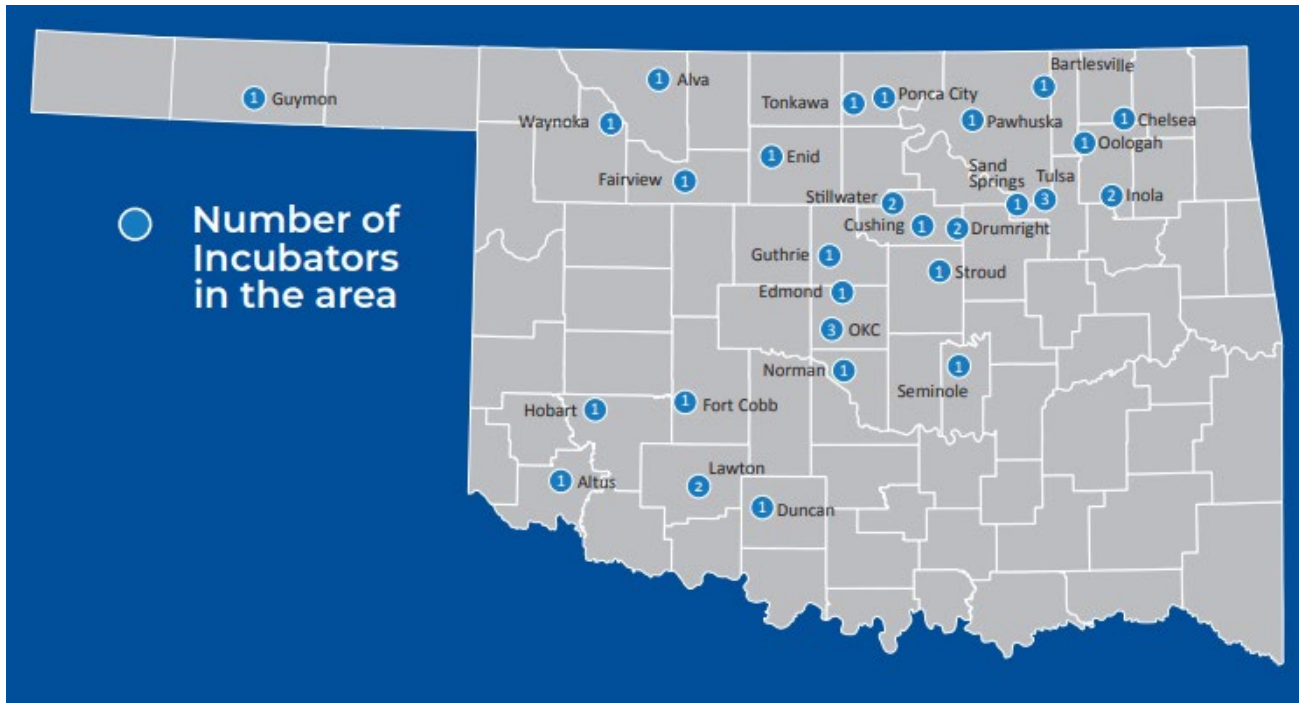 Bartlesville
1 Alva
1
1 Guymon
Tonkawa 1
1 Ponca City
Waynoka 1
1 Pawhuska
1 Chelsea
1 Oologah
1 Enid
Sand
Springs
1
Tulsa
3
Fairview 1
Stillwater
2
2 Inola
Number of
Incubators
in the area
Cushing 1
2 Drumright
Guthrie 1
1 Stroud
Edmond 1
3 OKC
Norman 1
1
Seminole
1 Fort Cobb
Hobart 1
Lawton
2
1 Altus
1 Duncan